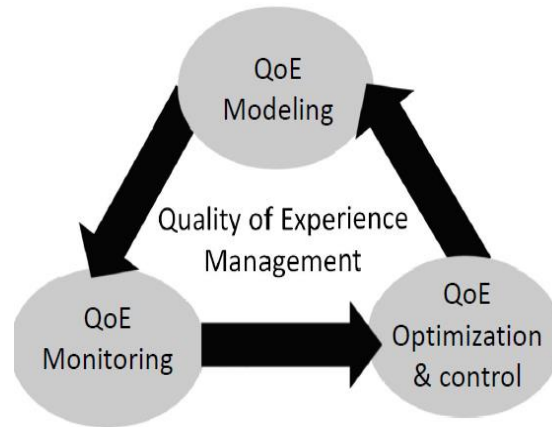 QoE
Modeling
Quality of Experience
Management
QoE
Monitoring
QoE
Optimization
& control